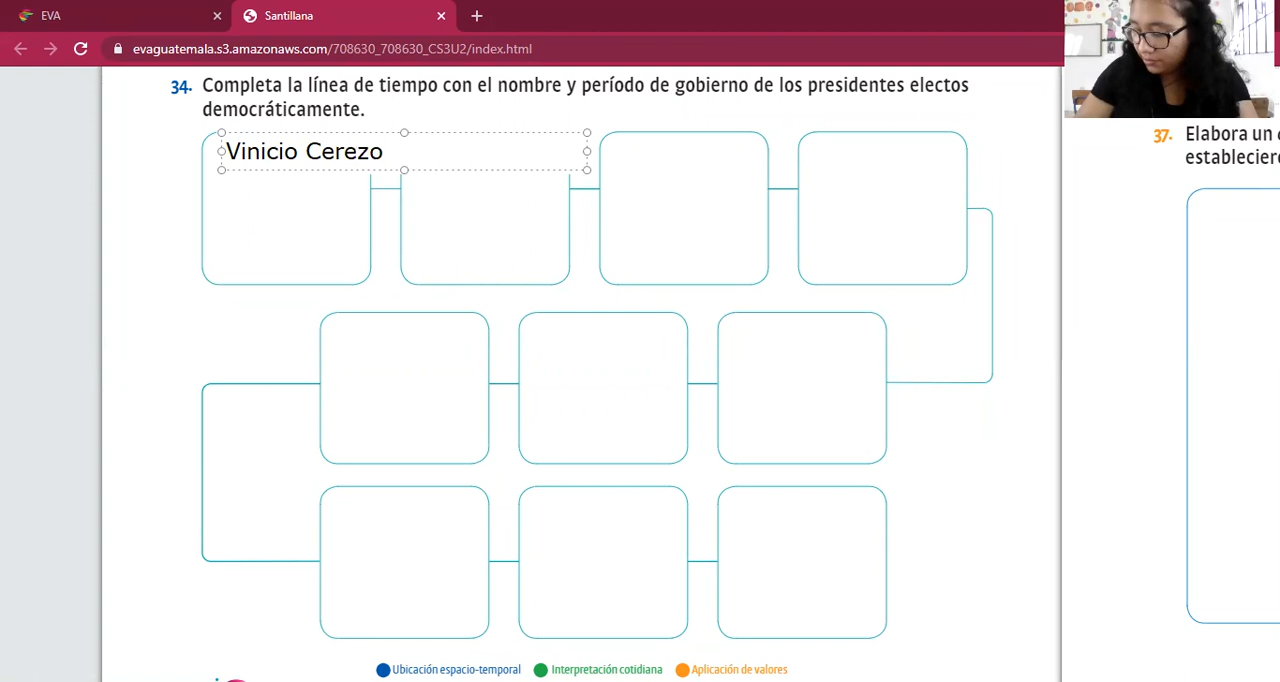 EVA
Santillana
evaguatemala.s3.amazonaws.com/708630_708630_CS3U2/index.html
34. Completa la línea de tiempo con el nombre y período de gobierno de los presidentes electos
democráticamente.
Vinicio Cerezo
37. Elabora un
establecier
Ubicación espacio-temporal
Interpretación cotidiana
Aplicación de valores